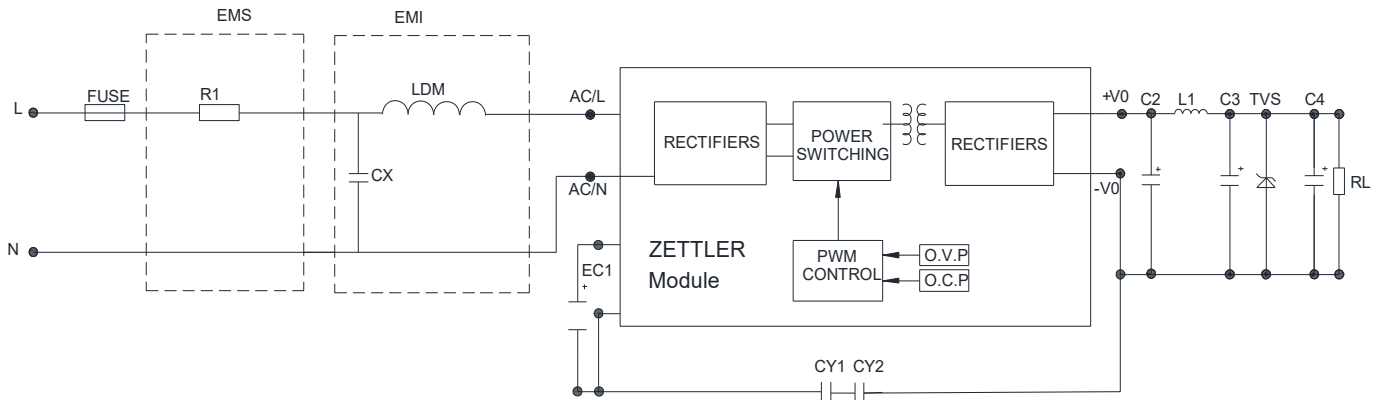 EMS
EMI
L
FUSE
R1
LDM
CX
N
AC/L
AC/N
EC1
+
RECTIFIERS
POWER
SWITCHING
RECTIFIERS
ZETTLER
Module
PWM
CONTROL
O.V.P
O.C.P
+V0
-V0
C2
L1
C3
TVS
C4
+
+
+
RL
CY1
CY2